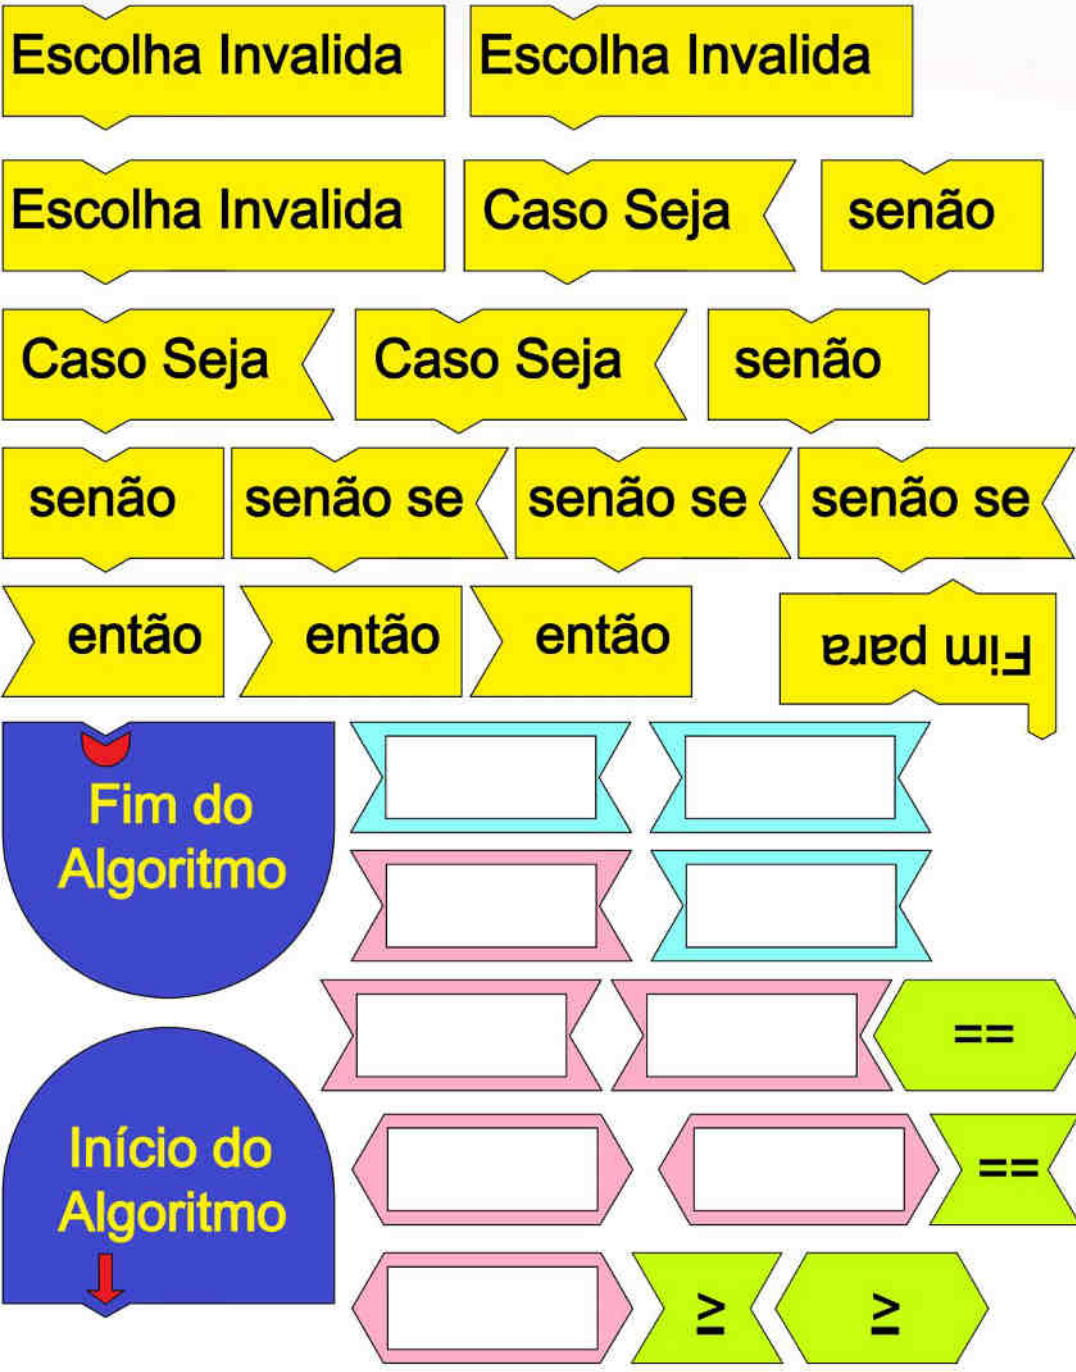 Escolha Invalida Escolha Invalida
Escolha Invalida Caso Seja senão
Caso Seja Caso Seja senão
senão senão se senão se senão se
então então então Fim para
Fim do
Algoritmo
==
Início do
Algoritmo
==
≥ ≥